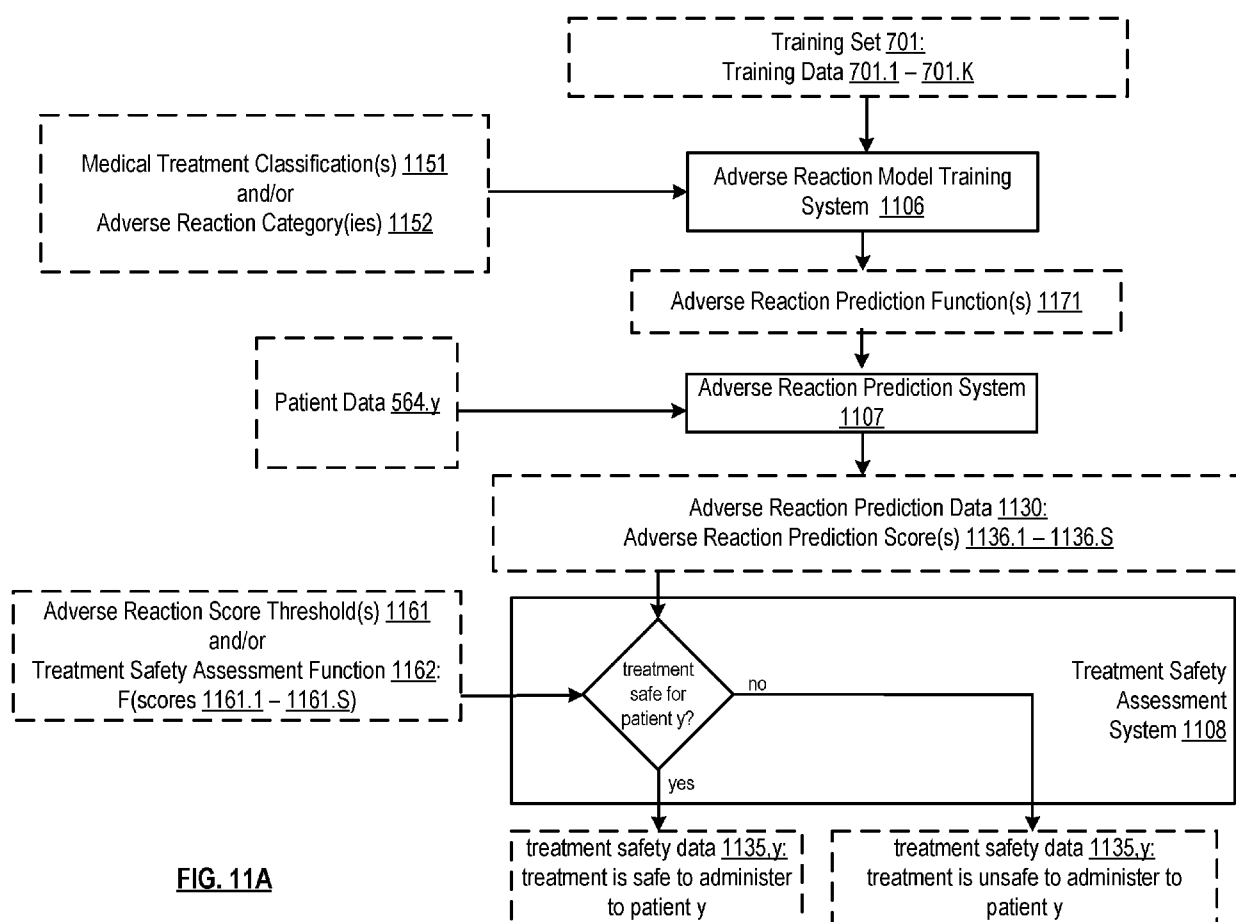 Training Set 701:
Training Data 701.1 – 701.K
Medical Treatment Classification(s) 1151
and/or
Adverse Reaction Category(ies) 1152
Adverse Reaction Model Training
System 1106
Adverse Reaction Prediction Function(s) 1171
Patient Data 564.y
Adverse Reaction Prediction System
1107
Adverse Reaction Prediction Data 1130:
Adverse Reaction Prediction Score(s) 1136.1 – 1136.S
Adverse Reaction Score Threshold(s) 1161
and/or
Treatment Safety Assessment Function 1162:
F(scores 1161.1 – 1161.S)
treatment
safe for
patient y?
no
yes
Treatment Safety
Assessment
System 1108
treatment safety data 1135,y:
treatment is safe to administer
to patient y
treatment safety data 1135,y:
treatment is unsafe to administer to
patient y
FIG. 11A